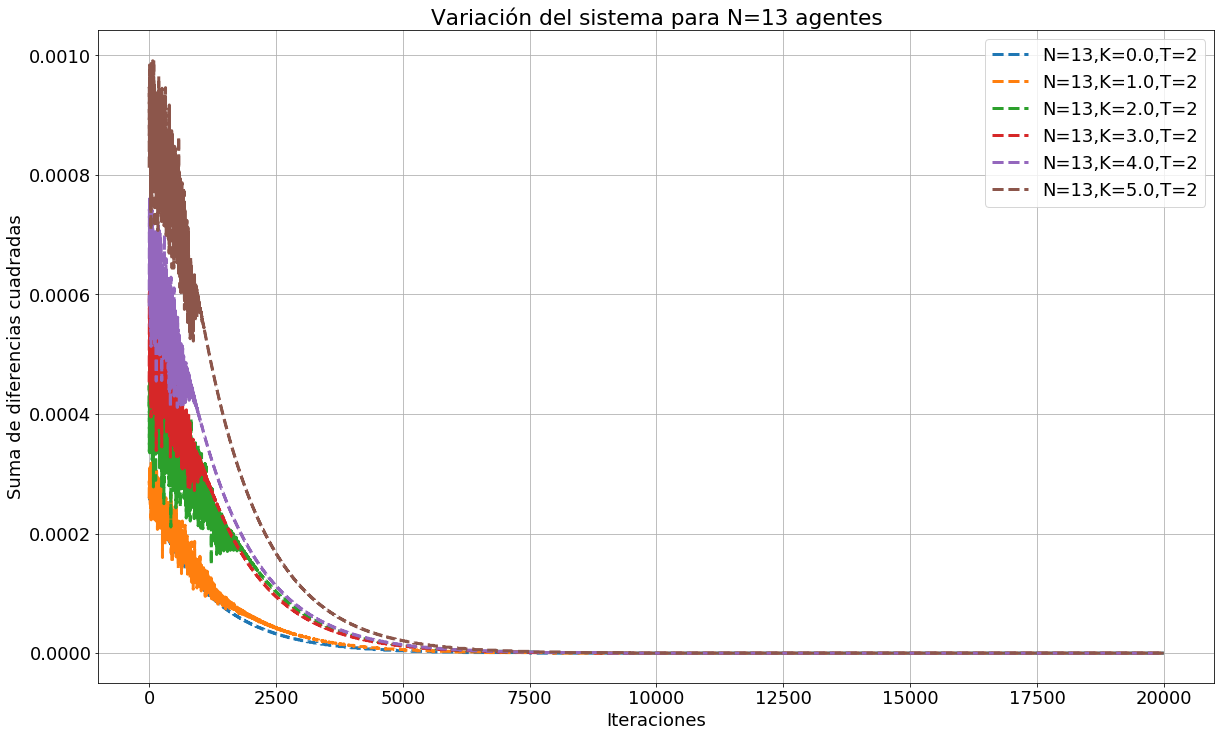 Variación del sistema para N=13 agentes
N=13,K=0.0,T=2
N=13,K=1.0,T=2
N=13,K=2.0,T=2
N=13,K=3.0,T=2
N=13,K=4.0,T=2
N=13,K=5.0,T=2
Suma de diferencias cuadradas
0.0010
0.0008
0.0006
0.0004
0.0002
0.0000
0 2500 5000 7500 10000 12500 15000 17500 20000
Iteraciones